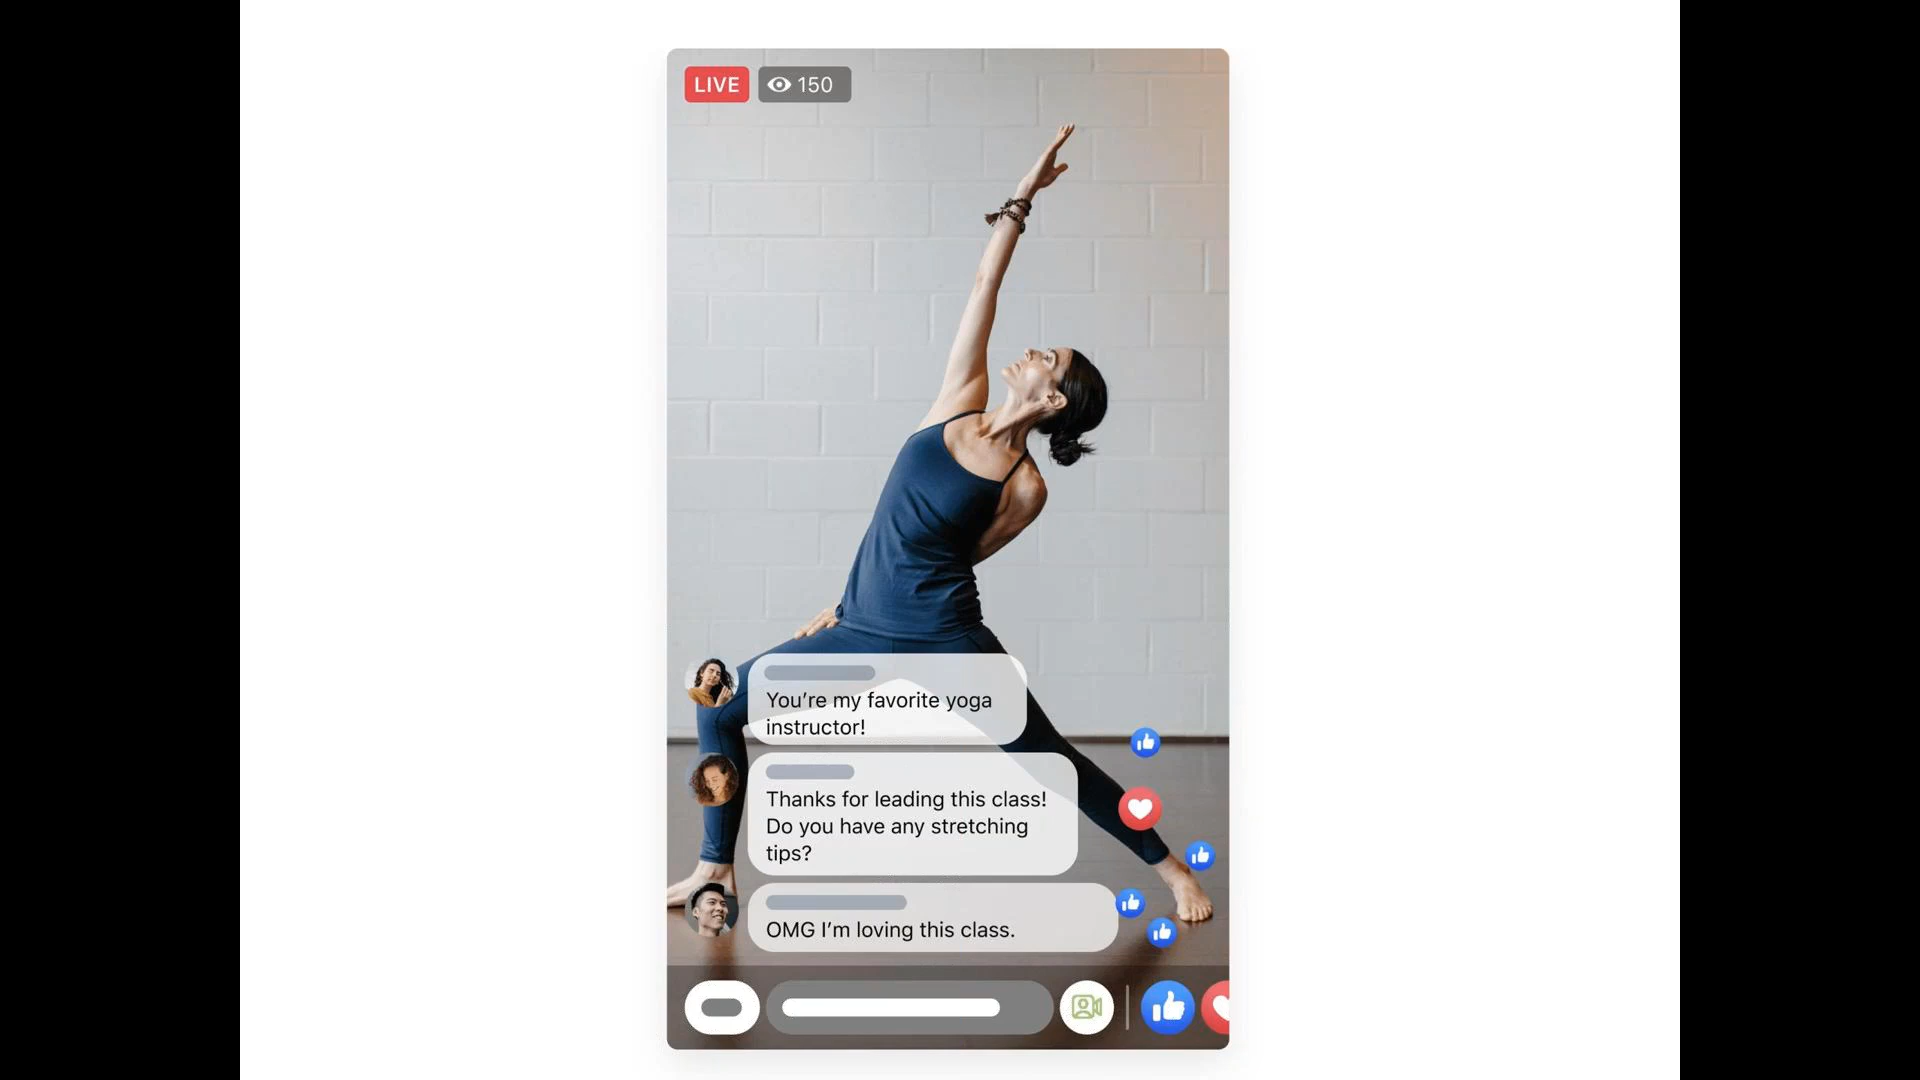 LIVE 150
You’re my favorite yoga
instructor!
Thanks for leading this class!
Do you have any stretching
tips?
OMG I’m loving this class.